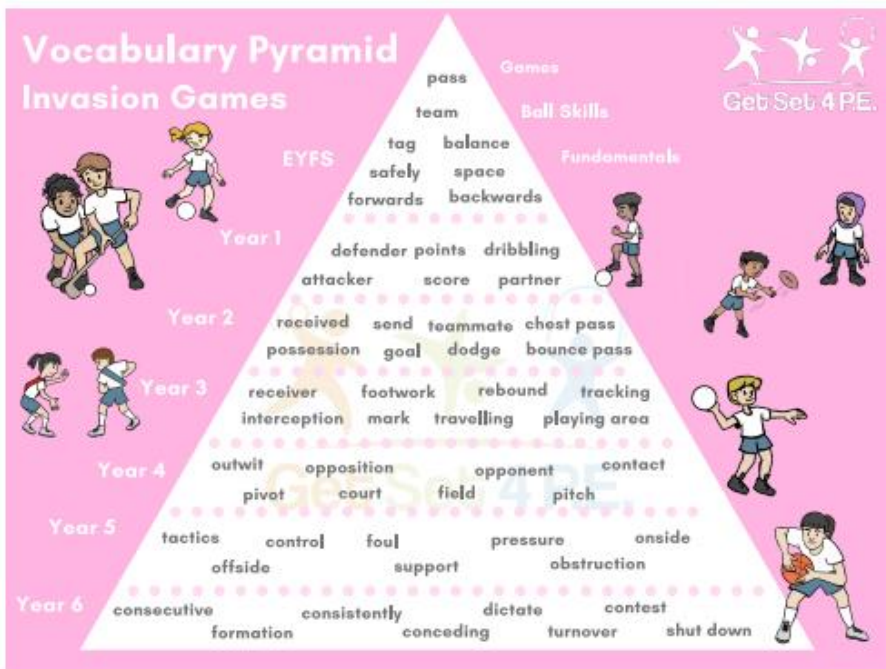 Vocabulary Pyramid
Invasion Games
Get Set 4 P.E.
pass
Games
team
Ball Skills
EYFS
tag balance
Fundamentals
safely space
forwards backwards
Year 1
defender points dribbling
attacker score partner
Year 2
received send teammate chest pass
possession goal dodge bounce pass
Year 3
receiver footwork rebound tracking
interception mark travelling playing area
Year 4
outwit opposition opponent contact
Get Set 4 P.E.
pivot court field pitch
Year 5
tactics control foul pressure onside
offside support obstruction
Year 6
consecutive consistently dictate contest
formation conceding turnover shut down